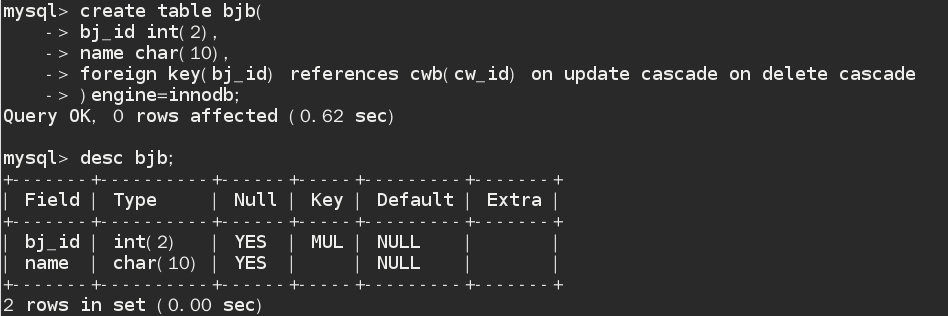 mysql> create table bjb(
    -> bj_id int(2),
    -> name char(10),
    -> foreign key(bj_id) references cwb(cw_id) on update cascade on delete cascade
    -> )engine=innodb;
Query OK, 0 rows affected (0.62 sec)

mysql> desc bjb;
+-------+----------+------+-----+---------+-------+
| Field | Type     | Null | Key | Default | Extra |
+-------+----------+------+-----+---------+-------+
| bj_id | int(2)   | YES  | MUL | NULL    |       |
| name  | char(10) | YES  |     | NULL    |       |
+-------+----------+------+-----+---------+-------+
2 rows in set (0.00 sec)